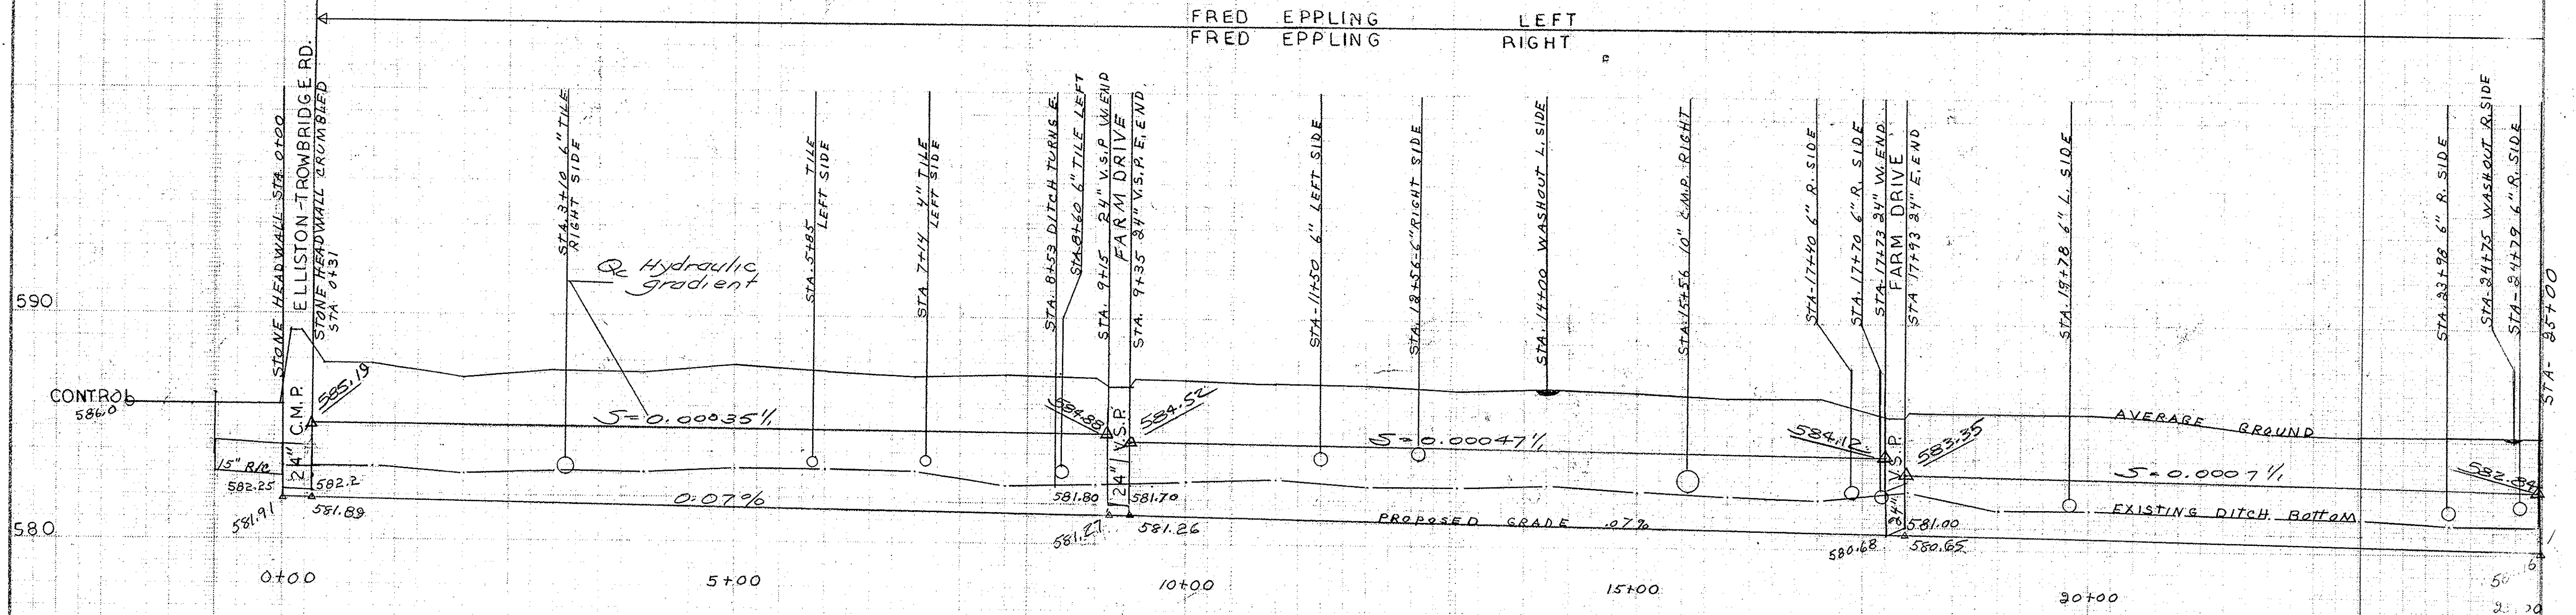 FRED EPPLING LEFT
FRED EPPLING RIGHT
STONE HEADWALL STA. 0+00
ELLISTON-TROWBRIDGE RD.
STONE HEADWALL CRUMBLED
STA 0+31
STA. 3+10 6" TILE
RIGHT SIDE
STA. 5+85 TILE
LEFT SIDE
STA 7+14 4" TILE
LEFT SIDE
STA. 8+53 DITCH TURNS E.
STA. 8+60 6" TILE LEFT
STA. 9+15 24" V.S.P W.END
FARM DRIVE
STA. 9+35 24" V.S.P. E. END.
STA-11+50 6" LEFT SIDE
STA. 12+56-6" RIGHT SIDE
STA. 14+00 WASHOUT L. SIDE
STA. 15+56 10" C.M.P. RIGHT
STA-17+40 6" R. SIDE
STA. 17+70 6" R. SIDE
STA. 17+73 24" W.END
FARM DRIVE
STA 17+93 24" E. END
STA. 19+78 6" L. SIDE
STA. 23+98 6" R. SIDE
STA-24+75 WASHOUT R.SIDE
STA-24+79 6" R. SIDE
STA- 25+00
Qc Hydraulic
gradient
590
CONTROL
586.0
585.19
24" C.M.P.
S=0.00035%
584.88
24" V.S.P.
584.52
S=0.00047%
584.12
24" V.S.P.
583.35
AVERAGE GROUND
S=0.0007%
582.84
15" R/C
582.25
582.2
581.91
581.89
0.07%
581.80
581.70
581.27
581.26
PROPOSED GRADE .07%
581.00
580.68
580.65
EXISTING DITCH BOTTOM
580
0+00
5+00
10+00
15+00
20+00